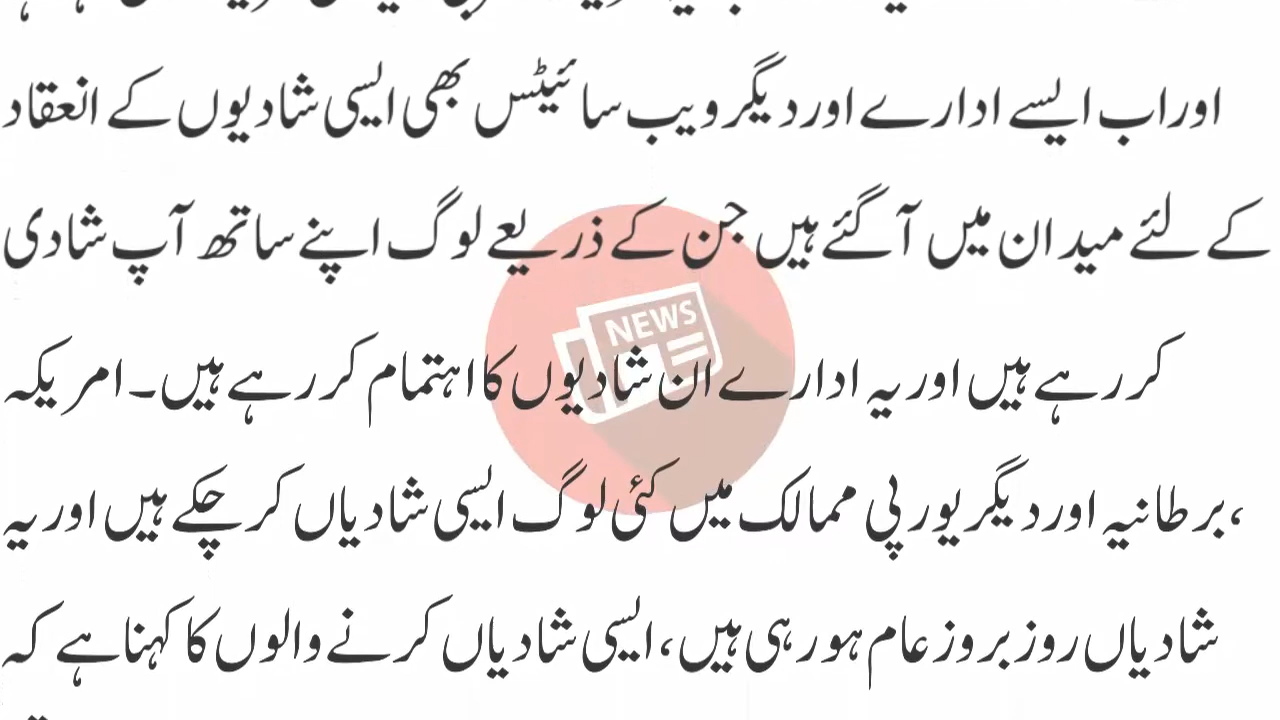 اور اب ایسے ادارے اور دیگر ویب سائیٹس بھی ایسی شادیوں کے انعقاد
کے لئے میدان میں آگئے ہیں جن کے ذریعے لوگ اپنے ساتھ آپ شادی
کر رہے ہیں اور یہ ادارے ان شادیوں کا اہتمام کر رہے ہیں۔ امریکہ
،برطانیہ اور دیگر یورپی ممالک میں کئی لوگ ایسی شادیاں کر چکے ہیں اور یہ
شادیاں روز بروز عام ہو رہی ہیں، ایسی شادیاں کرنے والوں کا کہنا ہے کہ
NEWS